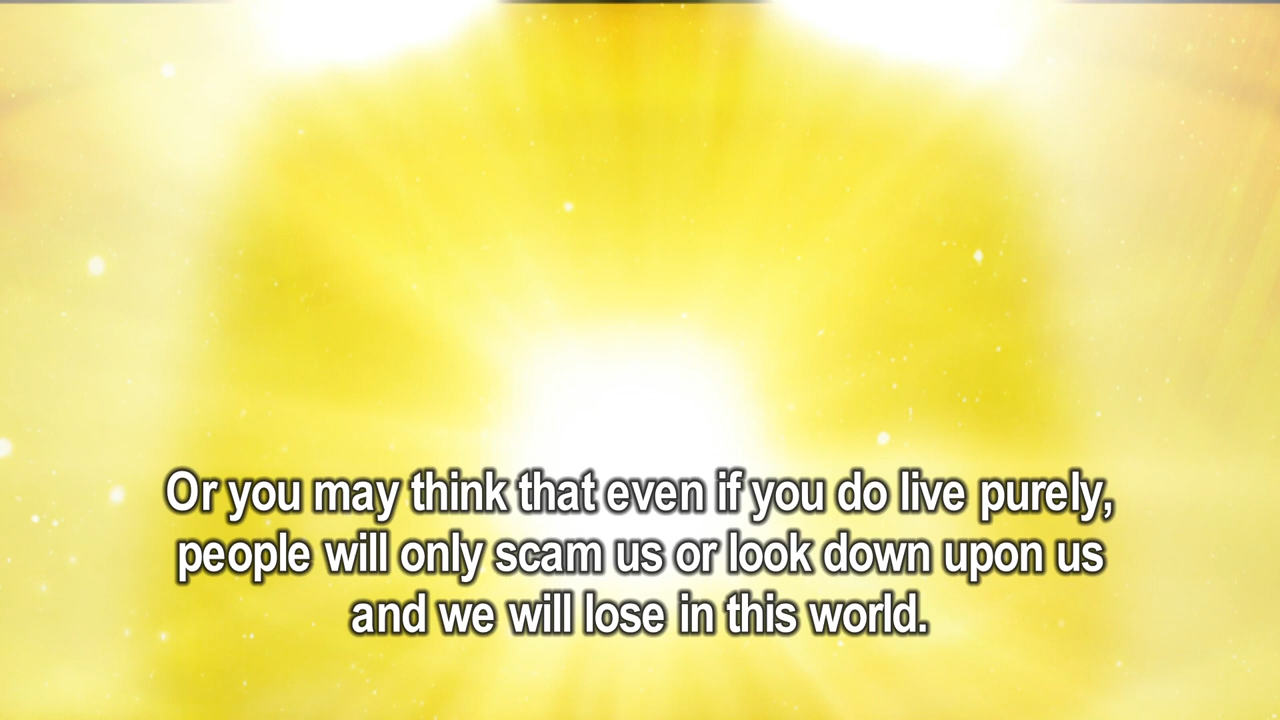 Or you may think that even if you do live purely,
people will only scam us or look down upon us
and we will lose in this world.